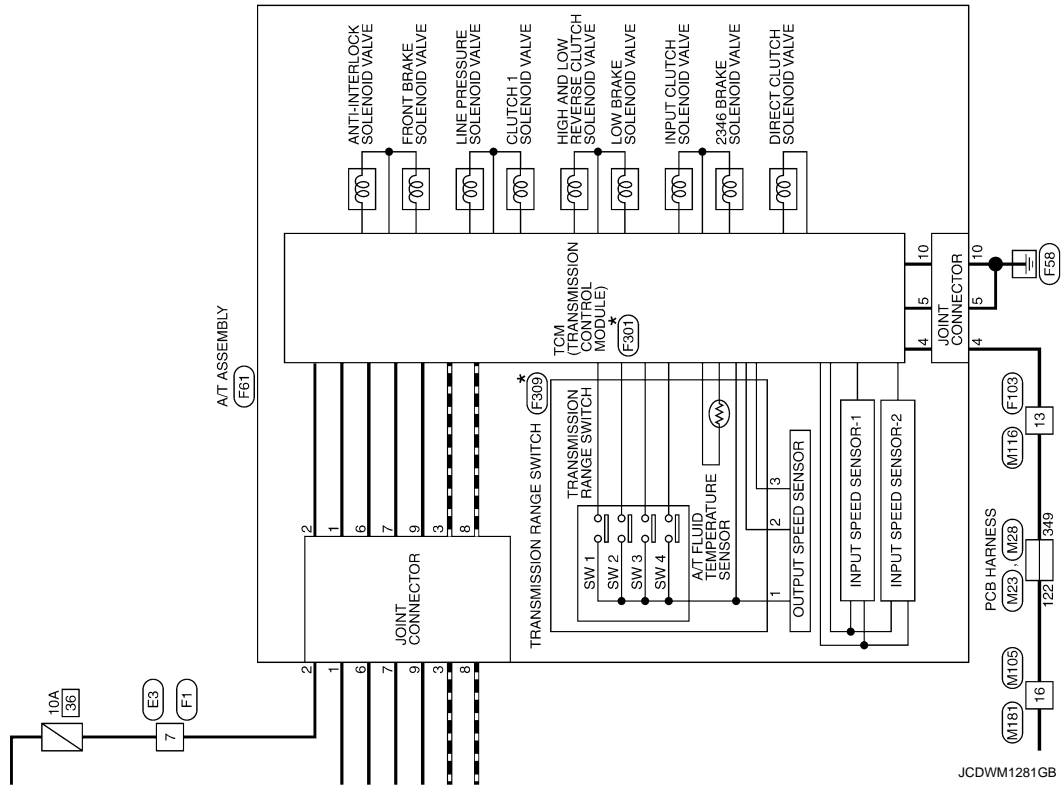 A/T ASSEMBLY
F61
10A
36
7
E3
F1
2
1
6
7
9
3
8
JOINT
CONNECTOR
2
1
6
7
9
3
8
TCM
(TRANSMISSION
CONTROL
MODULE)
*
F301
ANTI-INTERLOCK
SOLENOID VALVE
FRONT BRAKE
SOLENOID VALVE
LINE PRESSURE
SOLENOID VALVE
CLUTCH 1
SOLENOID VALVE
HIGH AND LOW
REVERSE CLUTCH
SOLENOID VALVE
LOW BRAKE
SOLENOID VALVE
INPUT CLUTCH
SOLENOID VALVE
2346 BRAKE
SOLENOID VALVE
DIRECT CLUTCH
SOLENOID VALVE
TRANSMISSION RANGE SWITCH
*
F309
TRANSMISSION
RANGE SWITCH
SW 1
SW 2
SW 3
SW 4
A/T FLUID
TEMPERATURE
SENSOR
1
2
3
OUTPUT SPEED SENSOR
INPUT SPEED SENSOR-1
INPUT SPEED SENSOR-2
4
5
10
JOINT
CONNECTOR
4
5
10
F58
M181
M105
16
PCB HARNESS
M23 , M28
122
349
M116
F103
13
JCDWM1281GB